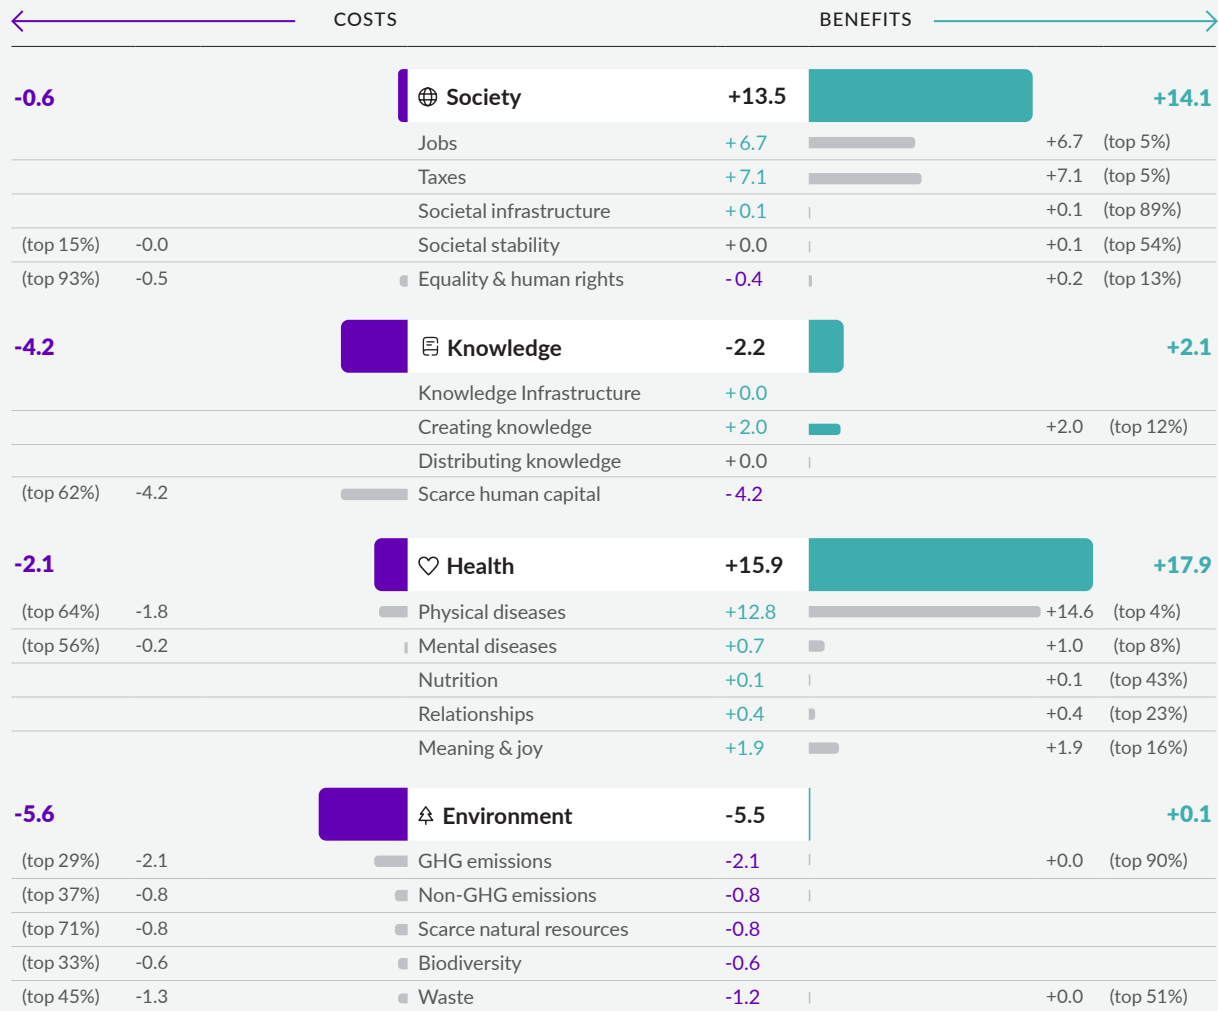 COSTS BENEFITS
-0.6 Society +13.5 +14.1
Jobs +6.7 +6.7 (top 5%)
Taxes +7.1 +7.1 (top 5%)
Societal infrastructure +0.1 +0.1 (top 89%)
(top 15%) -0.0 Societal stability +0.0 +0.1 (top 54%)
(top 93%) -0.5 Equality & human rights -0.4 +0.2 (top 13%)
-4.2 Knowledge -2.2 +2.1
Knowledge Infrastructure +0.0
Creating knowledge +2.0 +2.0 (top 12%)
Distributing knowledge +0.0
(top 62%) -4.2 Scarce human capital -4.2
-2.1 Health +15.9 +17.9
(top 64%) -1.8 Physical diseases +12.8 +14.6 (top 4%)
(top 56%) -0.2 Mental diseases +0.7 +1.0 (top 8%)
Nutrition +0.1 +0.1 (top 43%)
Relationships +0.4 +0.4 (top 23%)
Meaning & joy +1.9 +1.9 (top 16%)
-5.6 Environment -5.5 +0.1
(top 29%) -2.1 GHG emissions -2.1 +0.0 (top 90%)
(top 37%) -0.8 Non-GHG emissions -0.8
(top 71%) -0.8 Scarce natural resources -0.8
(top 33%) -0.6 Biodiversity -0.6
(top 45%) -1.3 Waste -1.2 +0.0 (top 51%)